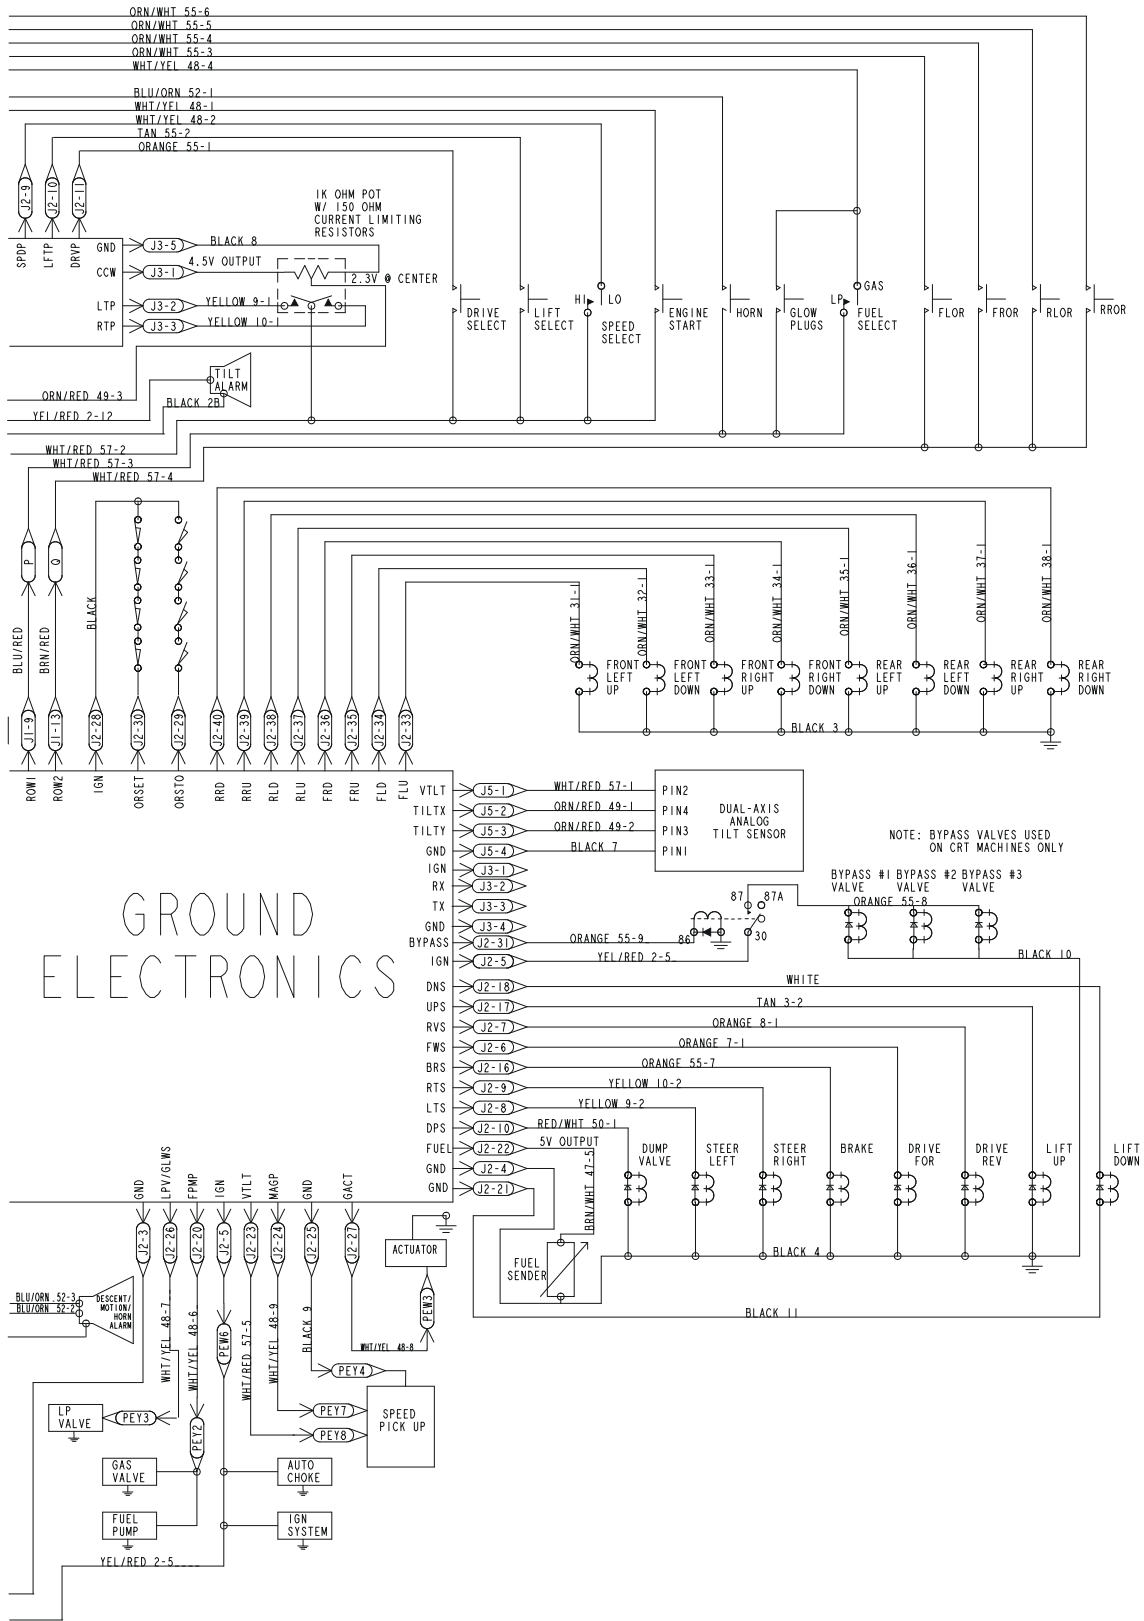 ORN/WHT 55-6
ORN/WHT 55-5
ORN/WHT 55-4
ORN/WHT 55-3
WHT/YEL 48-4
BLU/ORN 52-1
WHT/YEL 48-1
WHT/YEL 48-2
TAN 55-2
ORANGE 55-1
J2-9
J2-10
J2-11
SPDP
LFTP
DRVP
1K OHM POT
W/ 150 OHM
CURRENT LIMITING
RESISTORS
GND
J3-5
BLACK 8
CCW
J3-1
4.5V OUTPUT
2.3V @ CENTER
LTP
J3-2
YELLOW 9-1
RTP
J3-3
YELLOW 10-1
DRIVE
SELECT
LIFT
SELECT
HI
LO
SPEED
SELECT
ENGINE
START
HORN
GLOW
PLUGS
GAS
LP
FUEL
SELECT
FLOR
FROR
RLOR
RROR
TILT
ALARM
ORN/RED 49-3
BLACK 2B
YEL/RED 2-12
WHT/RED 57-2
WHT/RED 57-3
WHT/RED 57-4
P
Q
BLU/RED
BRN/RED
BLACK
ORN/WHT 31-1
ORN/WHT 32-1
ORN/WHT 33-1
ORN/WHT 34-1
ORN/WHT 35-1
ORN/WHT 36-1
ORN/WHT 37-1
ORN/WHT 38-1
FRONT
LEFT
UP
FRONT
LEFT
DOWN
FRONT
RIGHT
UP
FRONT
RIGHT
DOWN
REAR
LEFT
UP
REAR
LEFT
DOWN
REAR
RIGHT
UP
REAR
RIGHT
DOWN
BLACK 3
J1-9
J1-13
J2-28
J2-30
J2-29
J2-40
J2-39
J2-38
J2-37
J2-36
J2-35
J2-34
J2-33
ROW1
ROW2
IGN
ORSET
ORSTO
RRD
RRU
RLD
RLU
FRD
FRU
FLD
FLU
VTLT
J5-1
WHT/RED 57-1
PIN2
TILTX
J5-2
ORN/RED 49-1
PIN4
TILTY
J5-3
ORN/RED 49-2
PIN3
GND
J5-4
BLACK 7
PIN1
DUAL-AXIS
ANALOG
TILT SENSOR
NOTE: BYPASS VALVES USED
ON CRT MACHINES ONLY
IGN
J3-1
RX
J3-2
TX
J3-3
GND
J3-4
BYPASS
J2-31
ORANGE 55-9
86
87
87A
30
BYPASS #1
VALVE
BYPASS #2
VALVE
BYPASS #3
VALVE
ORANGE 55-8
BLACK 10
IGN
J2-5
YEL/RED 2-5
GROUND
ELECTRONICS
DNS
J2-18
WHITE
UPS
J2-17
TAN 3-2
RVS
J2-7
ORANGE 8-1
FWS
J2-6
ORANGE 7-1
BRS
J2-16
ORANGE 55-7
RTS
J2-9
YELLOW 10-2
LTS
J2-8
YELLOW 9-2
DPS
J2-10
RED/WHT 50-1
FUEL
J2-22
5V OUTPUT
GND
J2-4
GND
J2-21
BRN/WHT 47-5
DUMP
VALVE
STEER
LEFT
STEER
RIGHT
BRAKE
DRIVE
FOR
DRIVE
REV
LIFT
UP
LIFT
DOWN
BLACK 4
FUEL
SENDER
BLACK 11
GND
LPV/GLWS
FPMP
IGN
VTLT
MAGP
GND
GACT
J2-3
J2-26
J2-20
J2-5
J2-23
J2-24
J2-25
J2-27
ACTUATOR
PEW3
BLU/ORN 52-3
BLU/ORN 52-2
DESCENT/
MOTION/
HORN
ALARM
WHT/YEL 48-7
WHT/YEL 48-6
PEW6
WHT/RED 57-5
WHT/YEL 48-9
BLACK 9
WHT/YEL 48-8
PEY4
PEY7
PEY8
SPEED
PICK UP
LP
VALVE
PEY3
PEY2
GAS
VALVE
AUTO
CHOKE
FUEL
PUMP
IGN
SYSTEM
YEL/RED 2-5